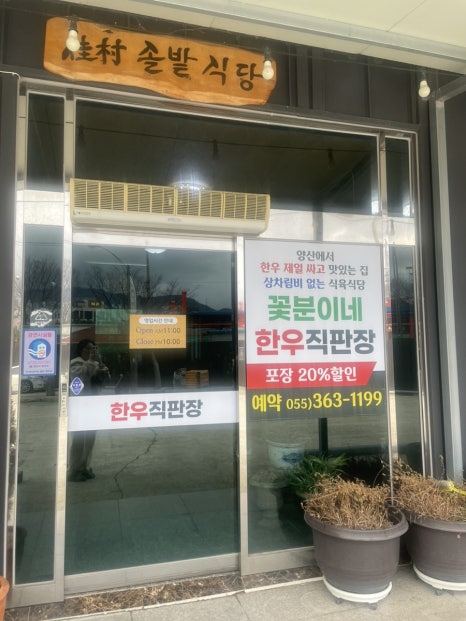 佳村 솔밭식당
양산에서
한우 제일 싸고 맛있는 집
상차림비 없는 식육식당
꽃분이네
한우직판장
포장 20%할인
예약 055)363-1199
영업시간 안내
Open AM11:00
Close PM10:00
한우직판장